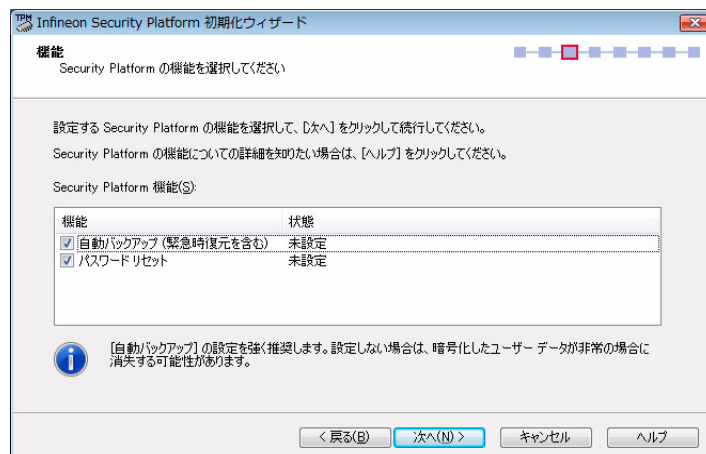 TPM Infineon Security Platform 初期化ウィザード
機能
Security Platform の機能を選択してください
設定する Security Platform の機能を選択して、[次へ] をクリックして続行してください。
Security Platform の機能についての詳細を知りたい場合は、[ヘルプ] をクリックしてください。
Security Platform 機能(S):
機能 状態
自動バックアップ (緊急時復元を含む) 未設定
パスワード リセット 未設定
[自動バックアップ] の設定を強く推奨します。設定しない場合は、暗号化したユーザー データが非常の場合に
消失する可能性があります。
< 戻る(B) 次へ(N) > キャンセル ヘルプ